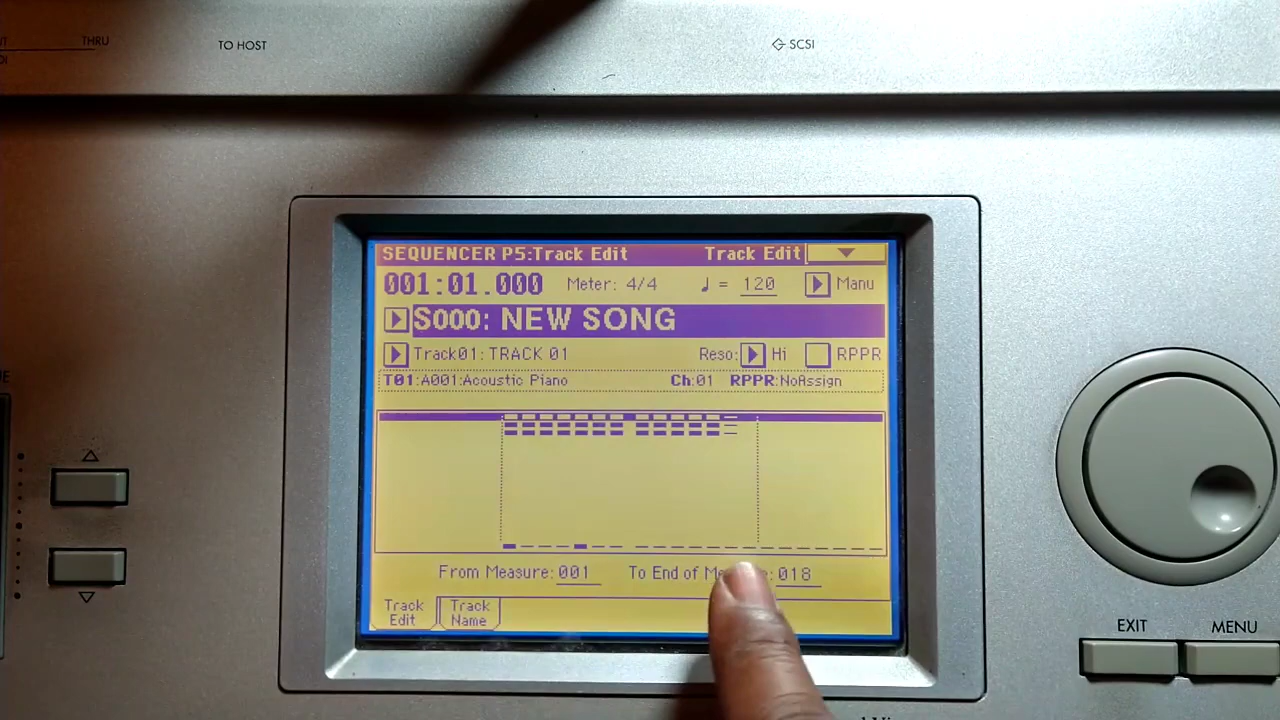 THRU
TO HOST
SCSI
SEQUENCER P5:Track Edit Track Edit
001:01.000 Meter: 4/4 ♩ = 120 Manu
S000: NEW SONG
Track01: TRACK 01 Reso: Hi RPPR
T01:A001:Acoustic Piano Ch:01 RPPR:NoAssign
From Measure: 001 To End of 018
Track Edit
Track Name
EXIT
MENU